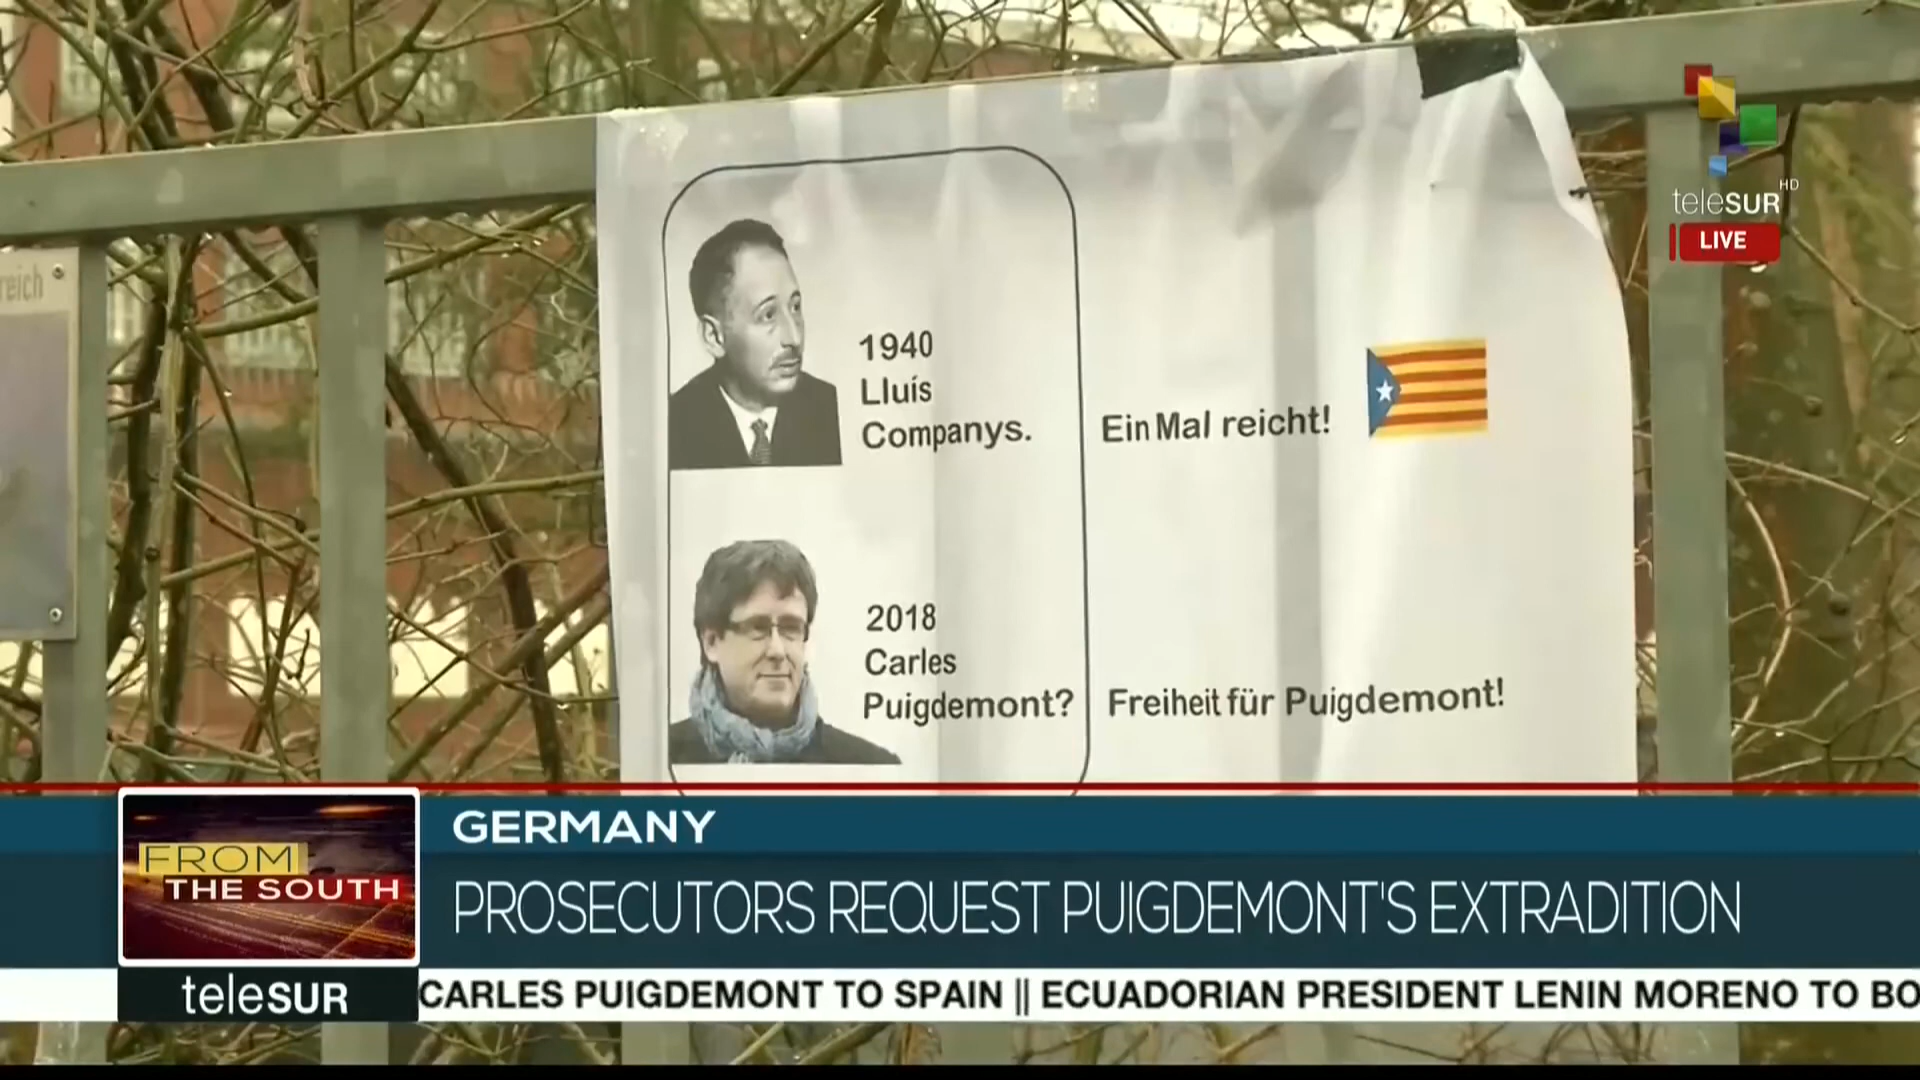 HD
teleSUR
LIVE
reich
1940
Lluís
Companys.
Ein Mal reicht!
2018
Carles
Puigdemont?
Freiheit für Puigdemont!
FROM
THE SOUTH
GERMANY
PROSECUTORS REQUEST PUIGDEMONT'S EXTRADITION
teleSUR
CARLES PUIGDEMONT TO SPAIN || ECUADORIAN PRESIDENT LENIN MORENO TO BO